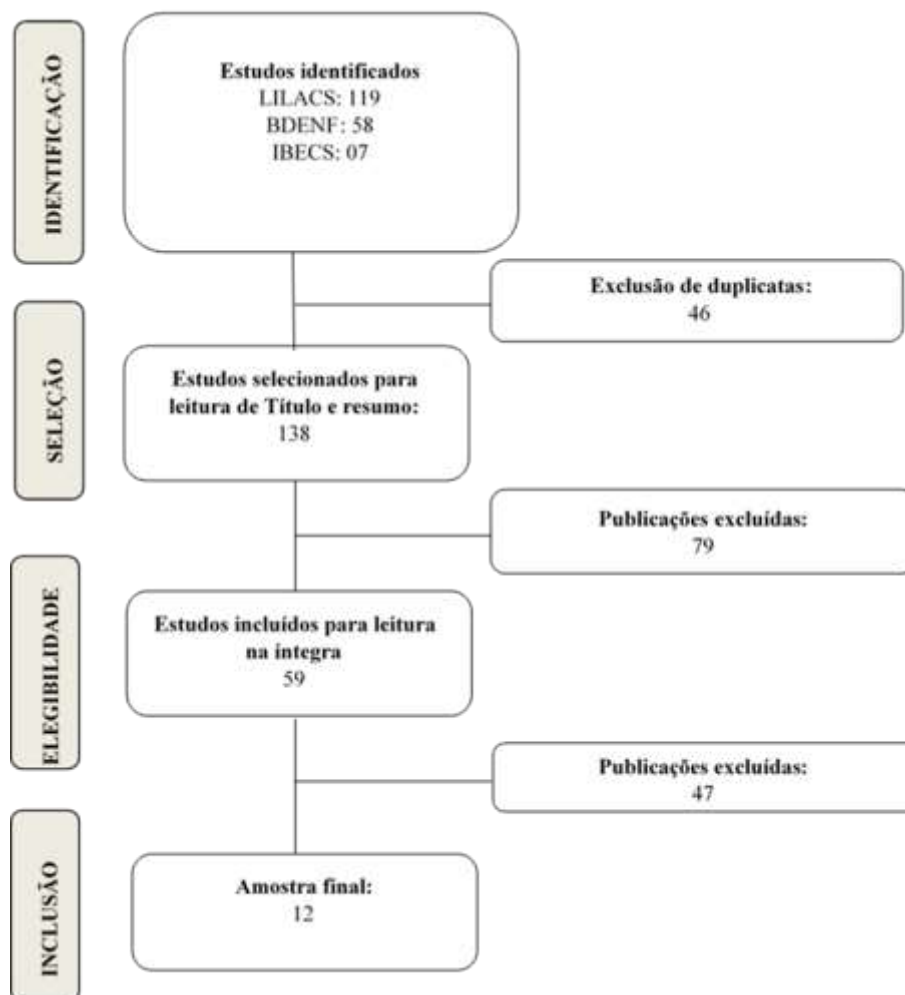 IDENTIFICAÇÃO
Estudos identificados
LILACS: 119
BDENF: 58
IBECS: 07
Exclusão de duplicatas:
46
SELEÇÃO
Estudos selecionados para
leitura de Título e resumo:
138
Publicações excluídas:
79
ELEGIBILIDADE
Estudos incluídos para leitura
na íntegra
59
Publicações excluídas:
47
INCLUSÃO
Amostra final:
12